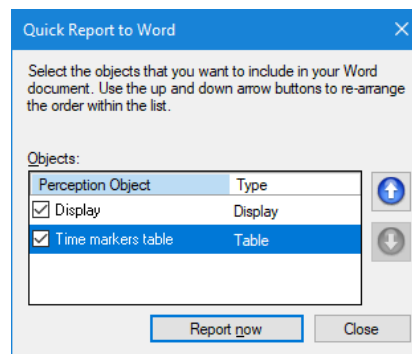 Quick Report to Word
Select the objects that you want to include in your Word
document. Use the up and down arrow buttons to re-arrange
the order within the list.
Objects:
Perception Object Type
Display Display
Time markers table Table
Report now Close